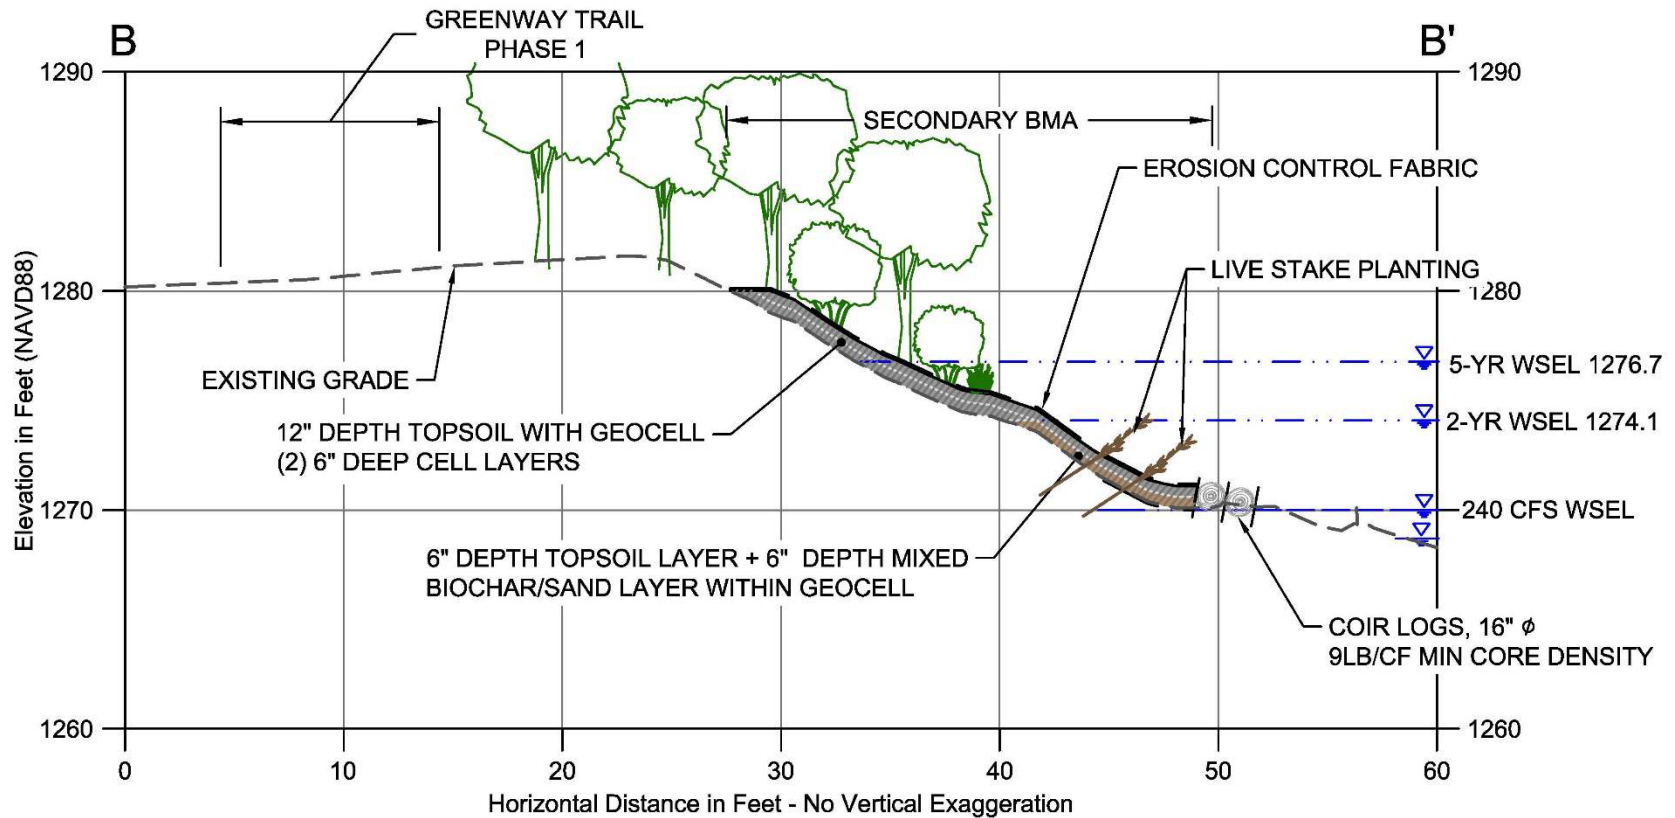 B
GREENWAY TRAIL
PHASE 1
B'
1290
1290
SECONDARY BMA
EROSION CONTROL FABRIC
LIVE STAKE PLANTING
1280
1280
EXISTING GRADE
5-YR WSEL 1276.7
12" DEPTH TOPSOIL WITH GEOCELL
(2) 6" DEEP CELL LAYERS
2-YR WSEL 1274.1
1270
240 CFS WSEL
6" DEPTH TOPSOIL LAYER + 6" DEPTH MIXED
BIOCHAR/SAND LAYER WITHIN GEOCELL
COIR LOGS, 16" ⌀
9LB/CF MIN CORE DENSITY
1260
1260
Elevation in Feet (NAVD88)
0 10 20 30 40 50 60
Horizontal Distance in Feet - No Vertical Exaggeration